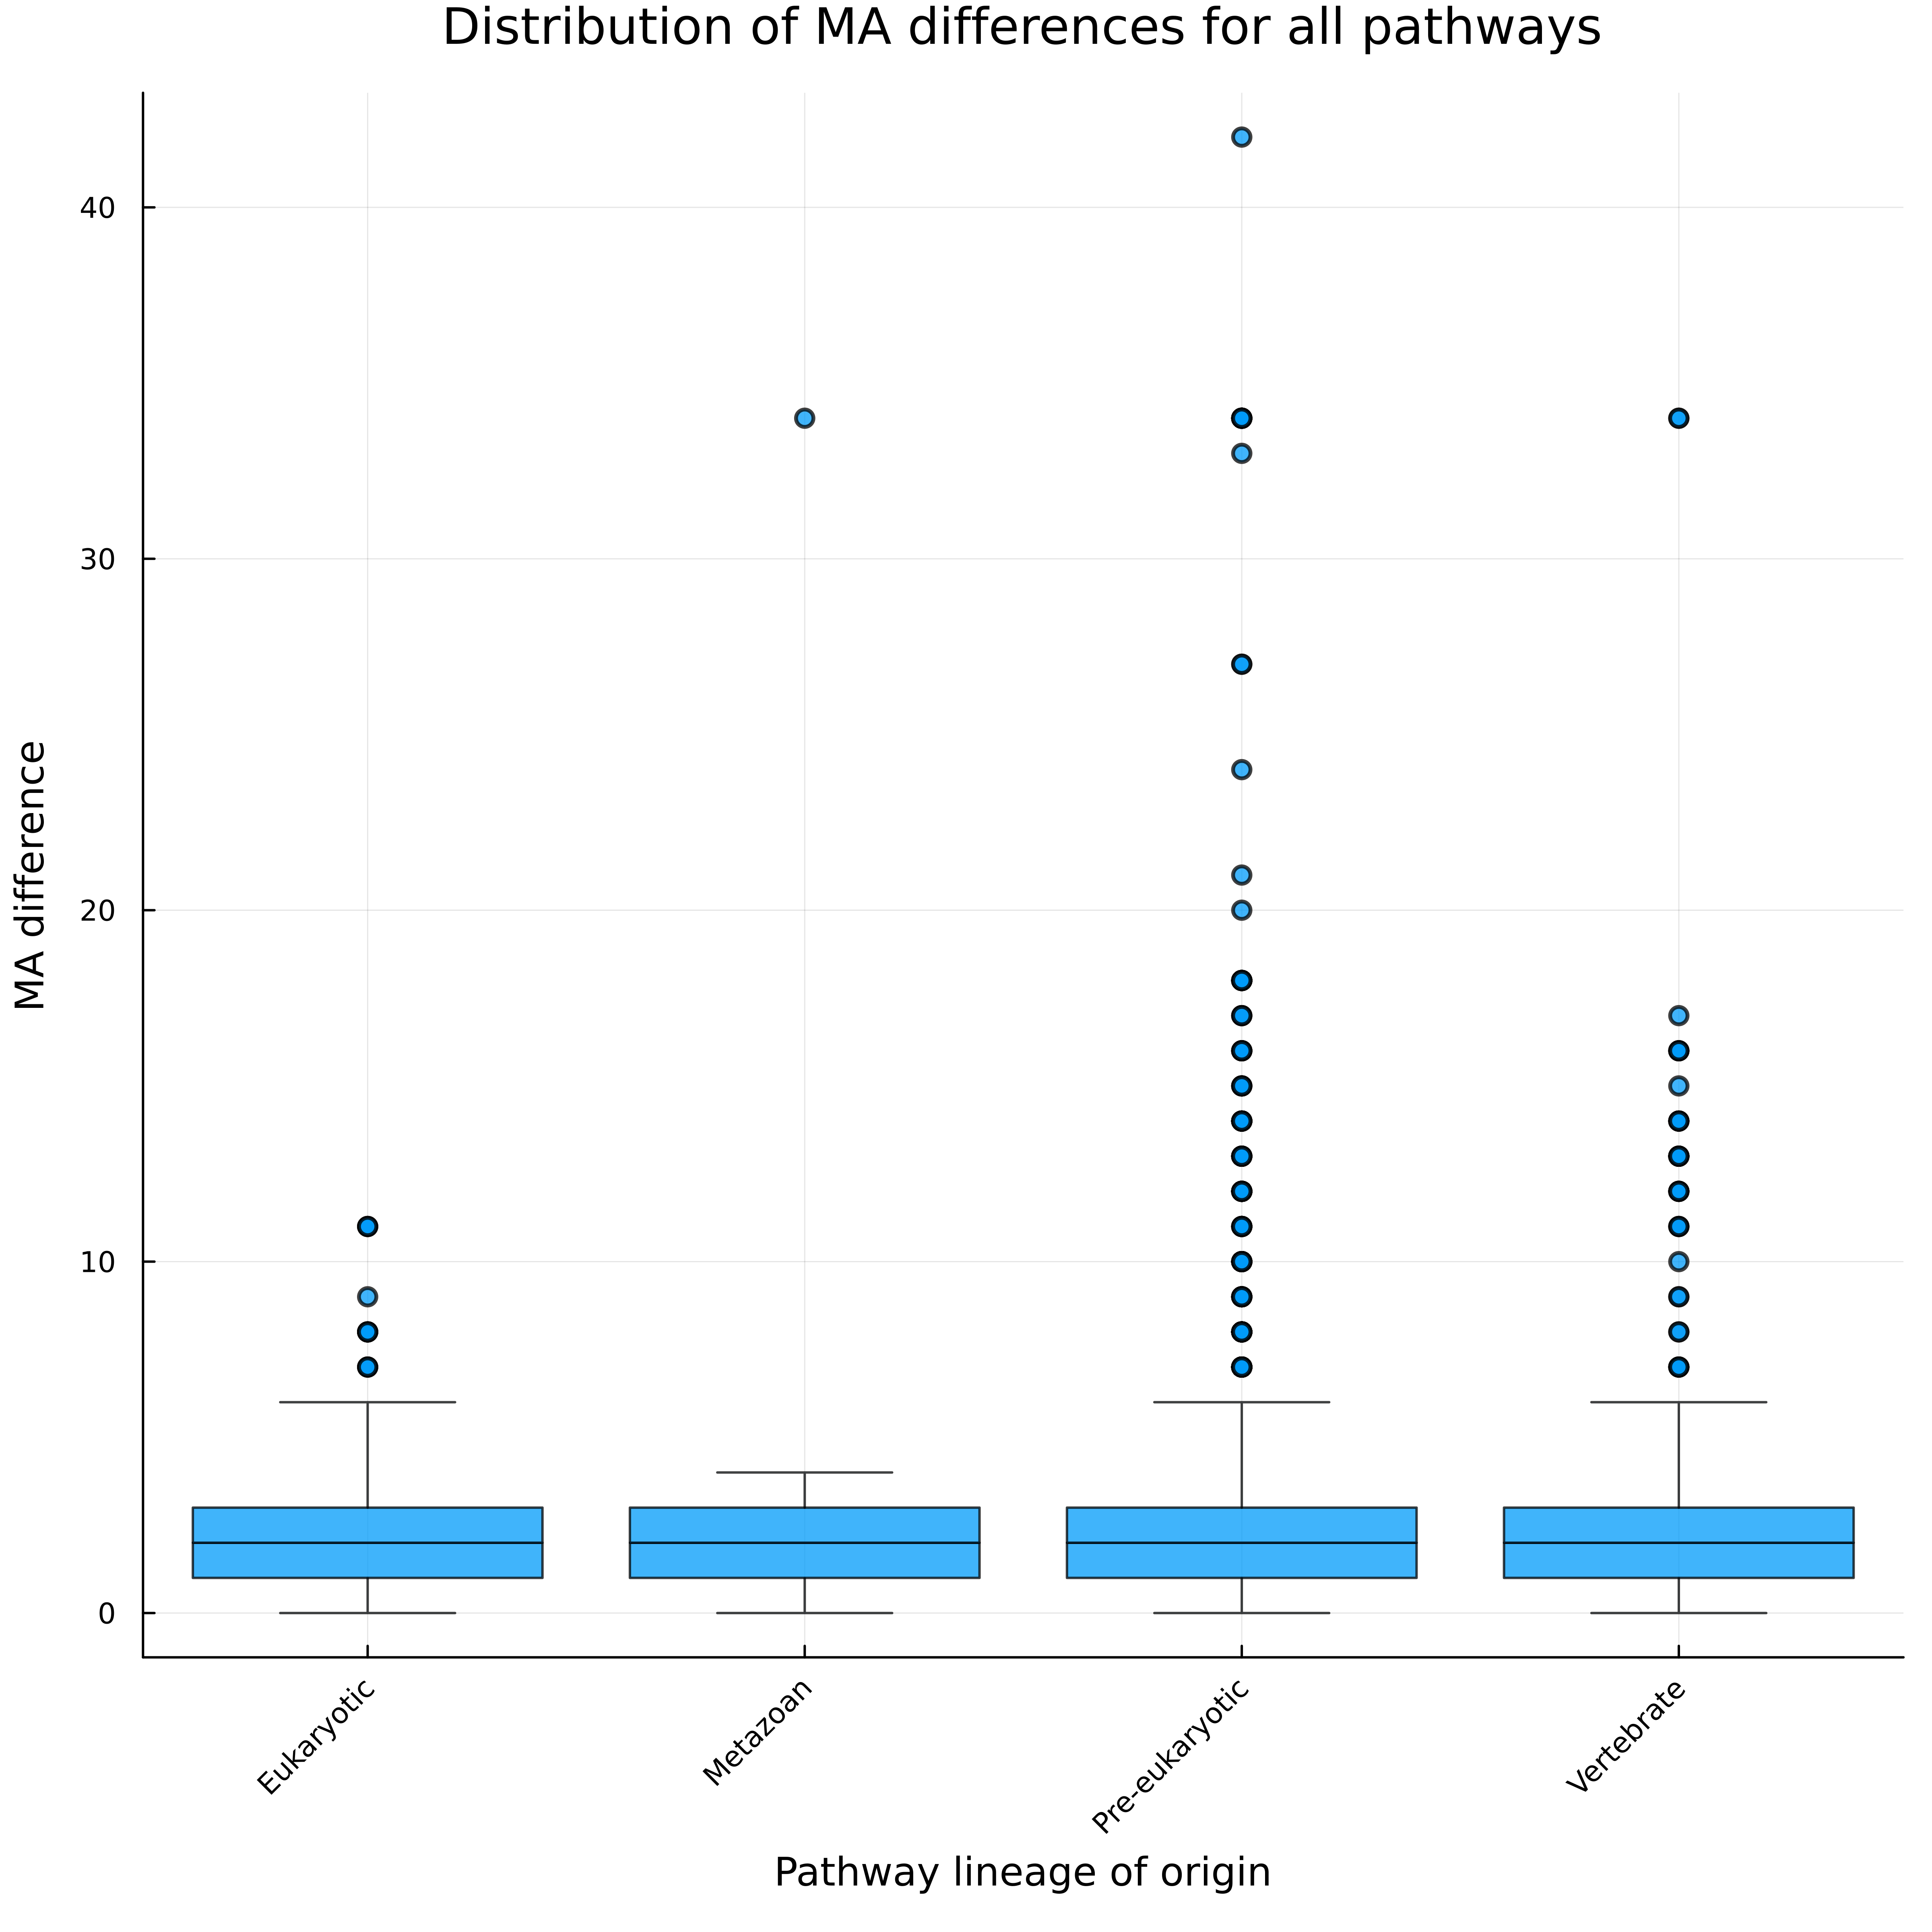 Distribution of MA differences for all pathways
MA difference
40
30
20
10
0
Eukaryotic
Metazoan
Pre-eukaryotic
Vertebrate
Pathway lineage of origin